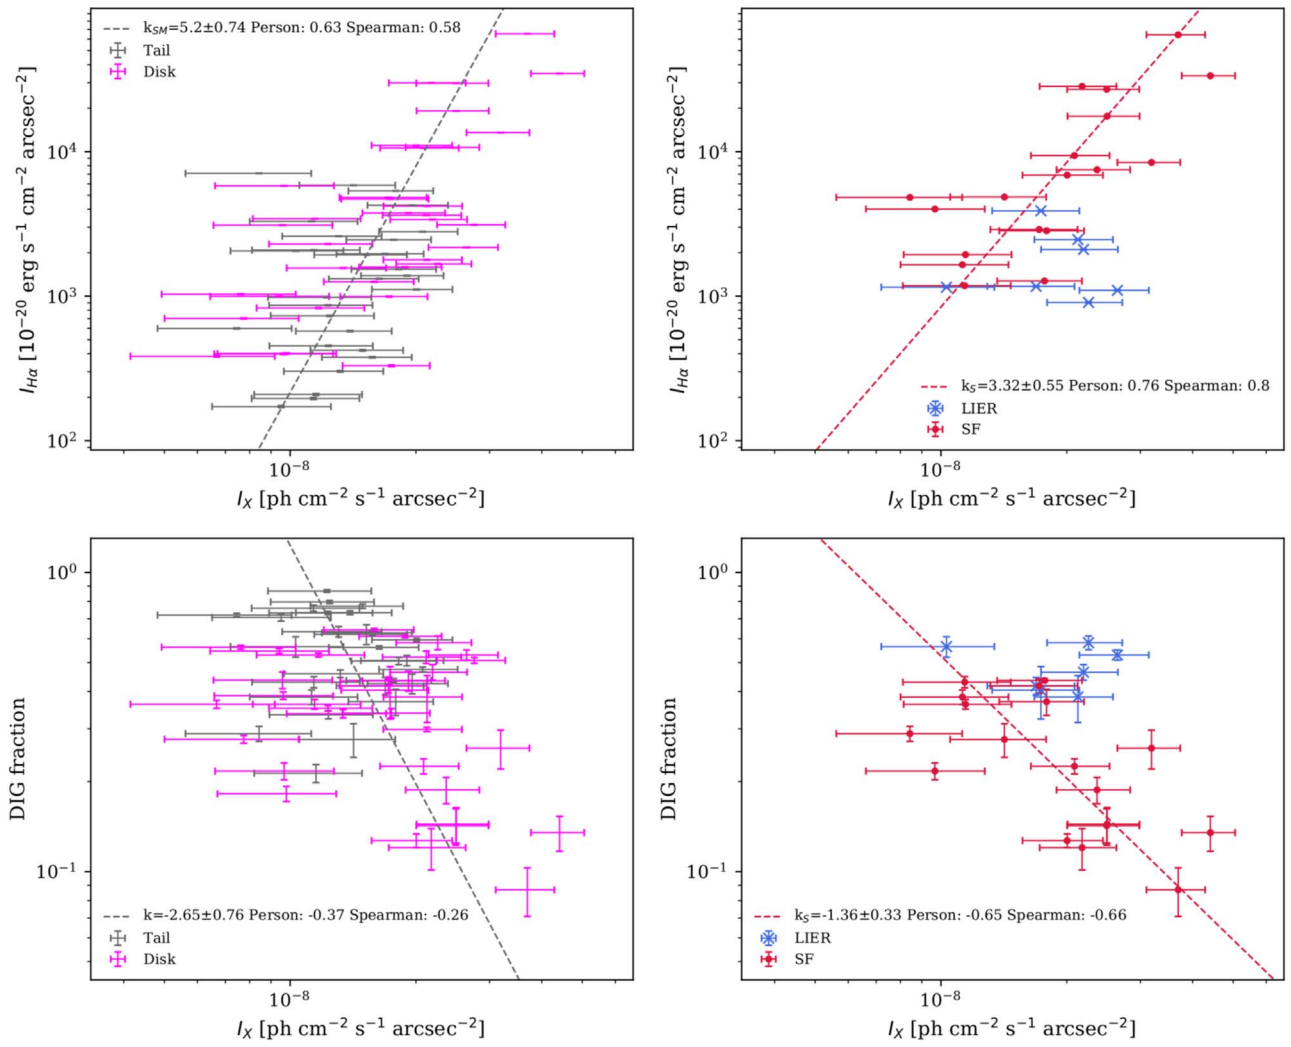 k_SM=5.2±0.74 Person: 0.63 Spearman: 0.58
Tail
Disk
10^4
10^3
10^2
I_Hα [10^−20 erg s^−1 cm^−2 arcsec^−2]
10^−8
I_X [ph cm^−2 s^−1 arcsec^−2]
10^4
10^3
10^2
I_Hα [10^−20 erg s^−1 cm^−2 arcsec^−2]
k_S=3.32±0.55 Person: 0.76 Spearman: 0.8
LIER
SF
10^−8
I_X [ph cm^−2 s^−1 arcsec^−2]
10^0
10^−1
DIG fraction
k=-2.65±0.76 Person: -0.37 Spearman: -0.26
Tail
Disk
10^−8
I_X [ph cm^−2 s^−1 arcsec^−2]
10^0
10^−1
DIG fraction
k_S=-1.36±0.33 Person: -0.65 Spearman: -0.66
LIER
SF
10^−8
I_X [ph cm^−2 s^−1 arcsec^−2]